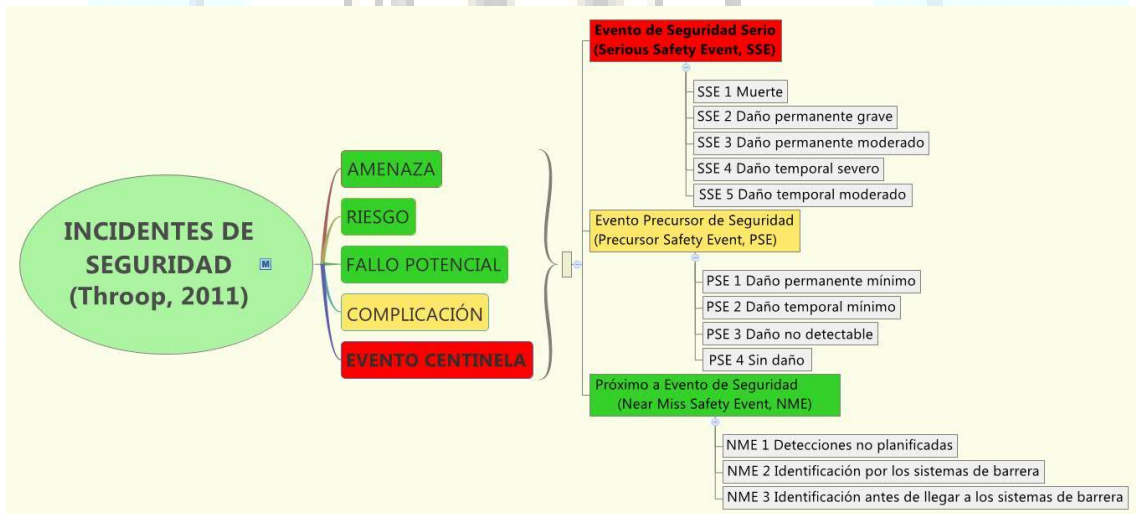 INCIDENTES DE
SEGURIDAD
(Throop, 2011)
M
AMENAZA
RIESGO
FALLO POTENCIAL
COMPLICACIÓN
EVENTO CENTINELA
Evento de Seguridad Serio
(Serious Safety Event, SSE)
SSE 1 Muerte
SSE 2 Daño permanente grave
SSE 3 Daño permanente moderado
SSE 4 Daño temporal severo
SSE 5 Daño temporal moderado
Evento Precursor de Seguridad
(Precursor Safety Event, PSE)
PSE 1 Daño permanente mínimo
PSE 2 Daño temporal mínimo
PSE 3 Daño no detectable
PSE 4 Sin daño
Próximo a Evento de Seguridad
(Near Miss Safety Event, NME)
NME 1 Detecciones no planificadas
NME 2 Identificación por los sistemas de barrera
NME 3 Identificación antes de llegar a los sistemas de barrera